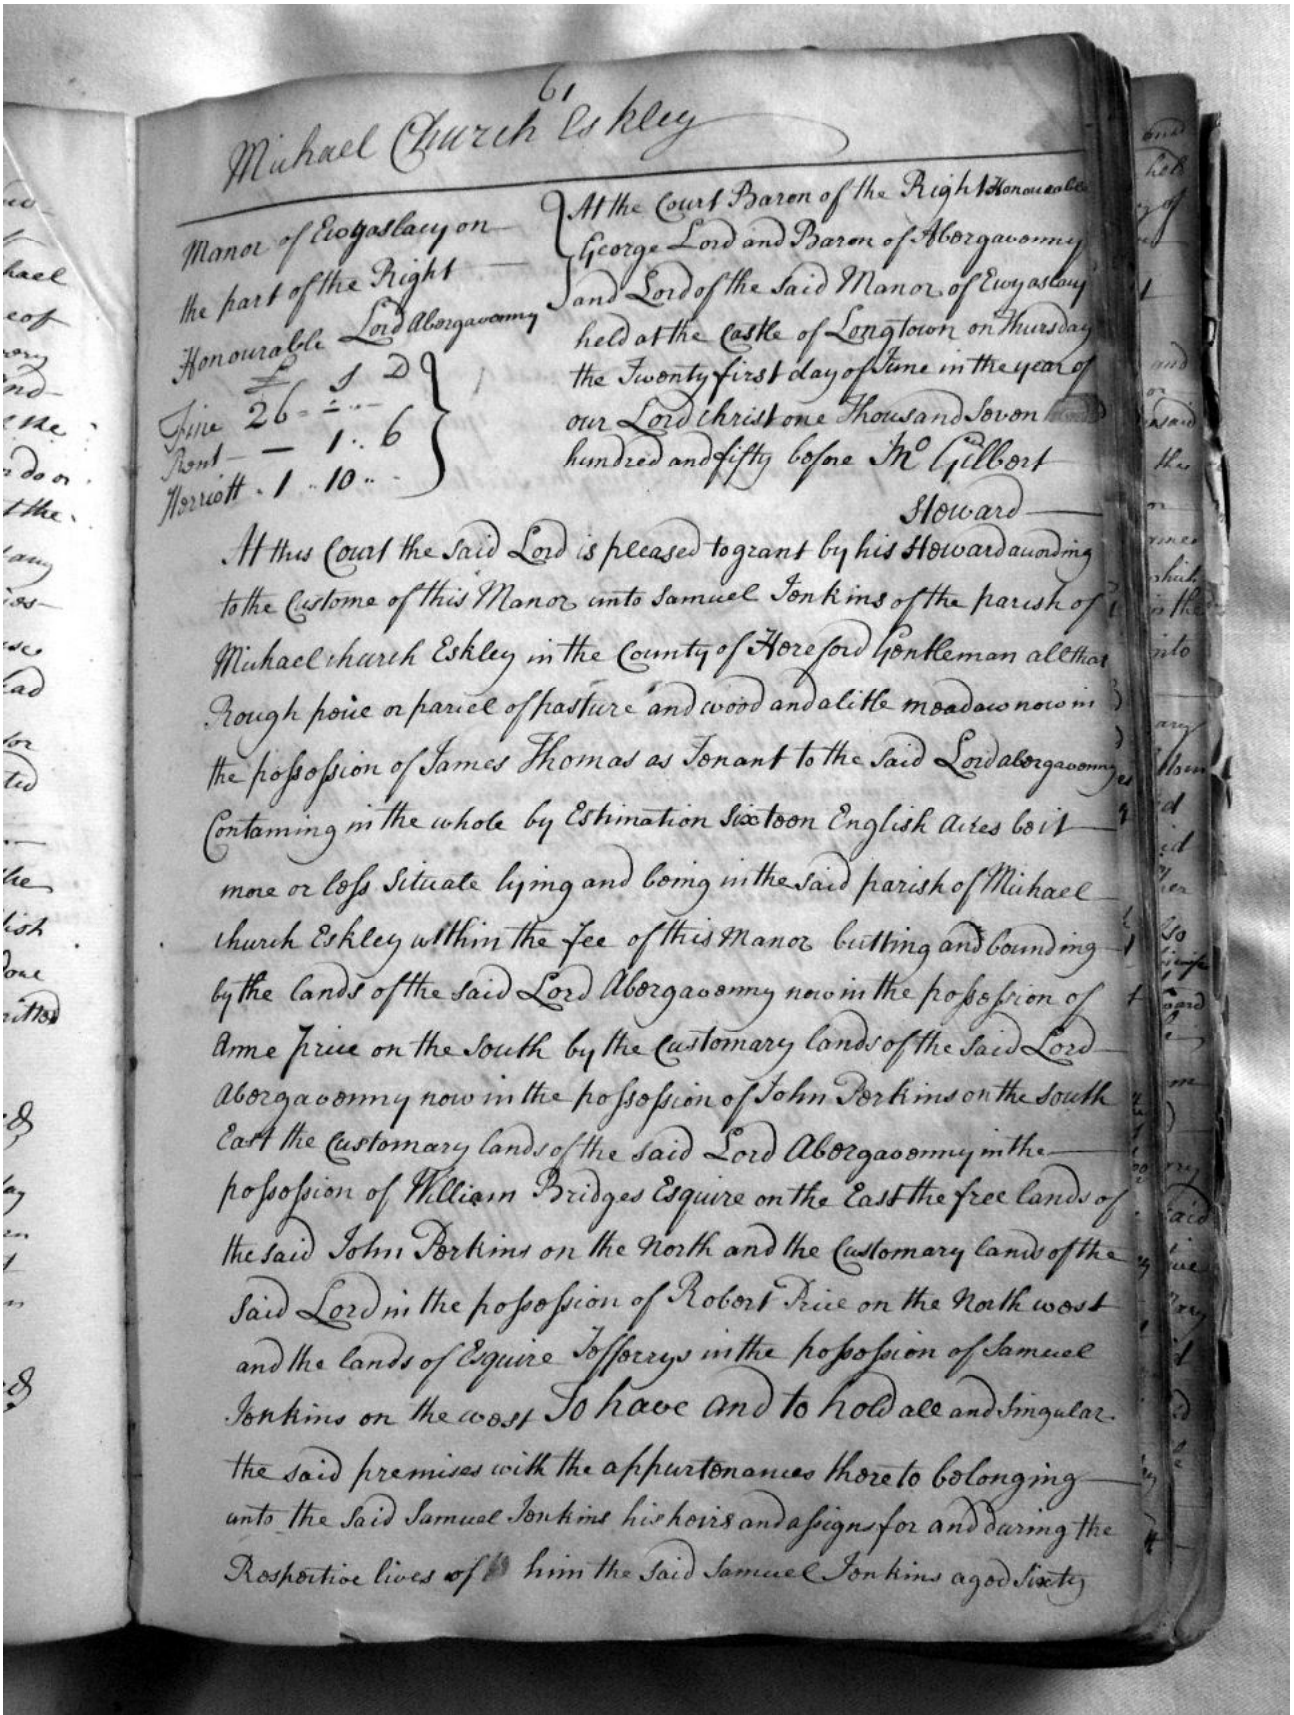 61
Michael Church Eskley
Manor of Ewyaslacy on
the part of the Right
Honourable Lord Abergavenny
£ S D
Fine 26 = = ..
Rent — 1 .. 6
Herriott . 1 .. 10 ..
At the Court Baron of the Right Honourable
George Lord and Baron of Abergavenny
and Lord of the said Manor of Ewyaslacy
held at the Castle of Longtown on Thursday
the Twenty first day of June in the year of
our Lord Christ one Thousand Seven
hundred and fifty before Mo Gilbert
Steward
At this Court the said Lord is pleased to grant by his Steward according
to the Custome of this Manor unto Samuel Jenkins of the parish of
Michaelchurch Eskley in the County of Hereford Gentleman all that
Rough peice or parcel of pasture and wood and a litle meadow now in
the possession of James Thomas as Tenant to the said Lord abergavenny
Containing in the whole by Estimation Sixteen English Acres be it
more or less Situate lying and being in the said parish of Michael
church Eskley within the Fee of this Manor butting and bounding
by the lands of the said Lord Abergavenny now in the possession of
Anne Price on the South by the Customary lands of the said Lord
Abergavenny now in the possession of John Perkins on the South
East the Customary lands of the said Lord Abergavenny in the
possession of William Bridges Esquire on the East the free lands of
the said John Perkins on the North and the Customary lands of the
said Lord in the possession of Robert Price on the North west
and the lands of Esquire Jefferrys in the possession of Samuel
Jenkins on the west To have and to hold all and Singular
the said premises with the appurtenances thereto belonging
unto the said Samuel Jenkins his heirs and assigns for and during the
Respective lives of him the said Samuel Jenkins aged Sixty